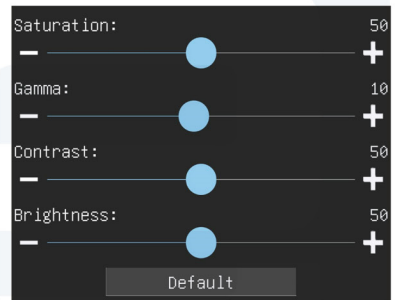 Saturation: 50
Gamma: 10
Contrast: 50
Brightness: 50
Default